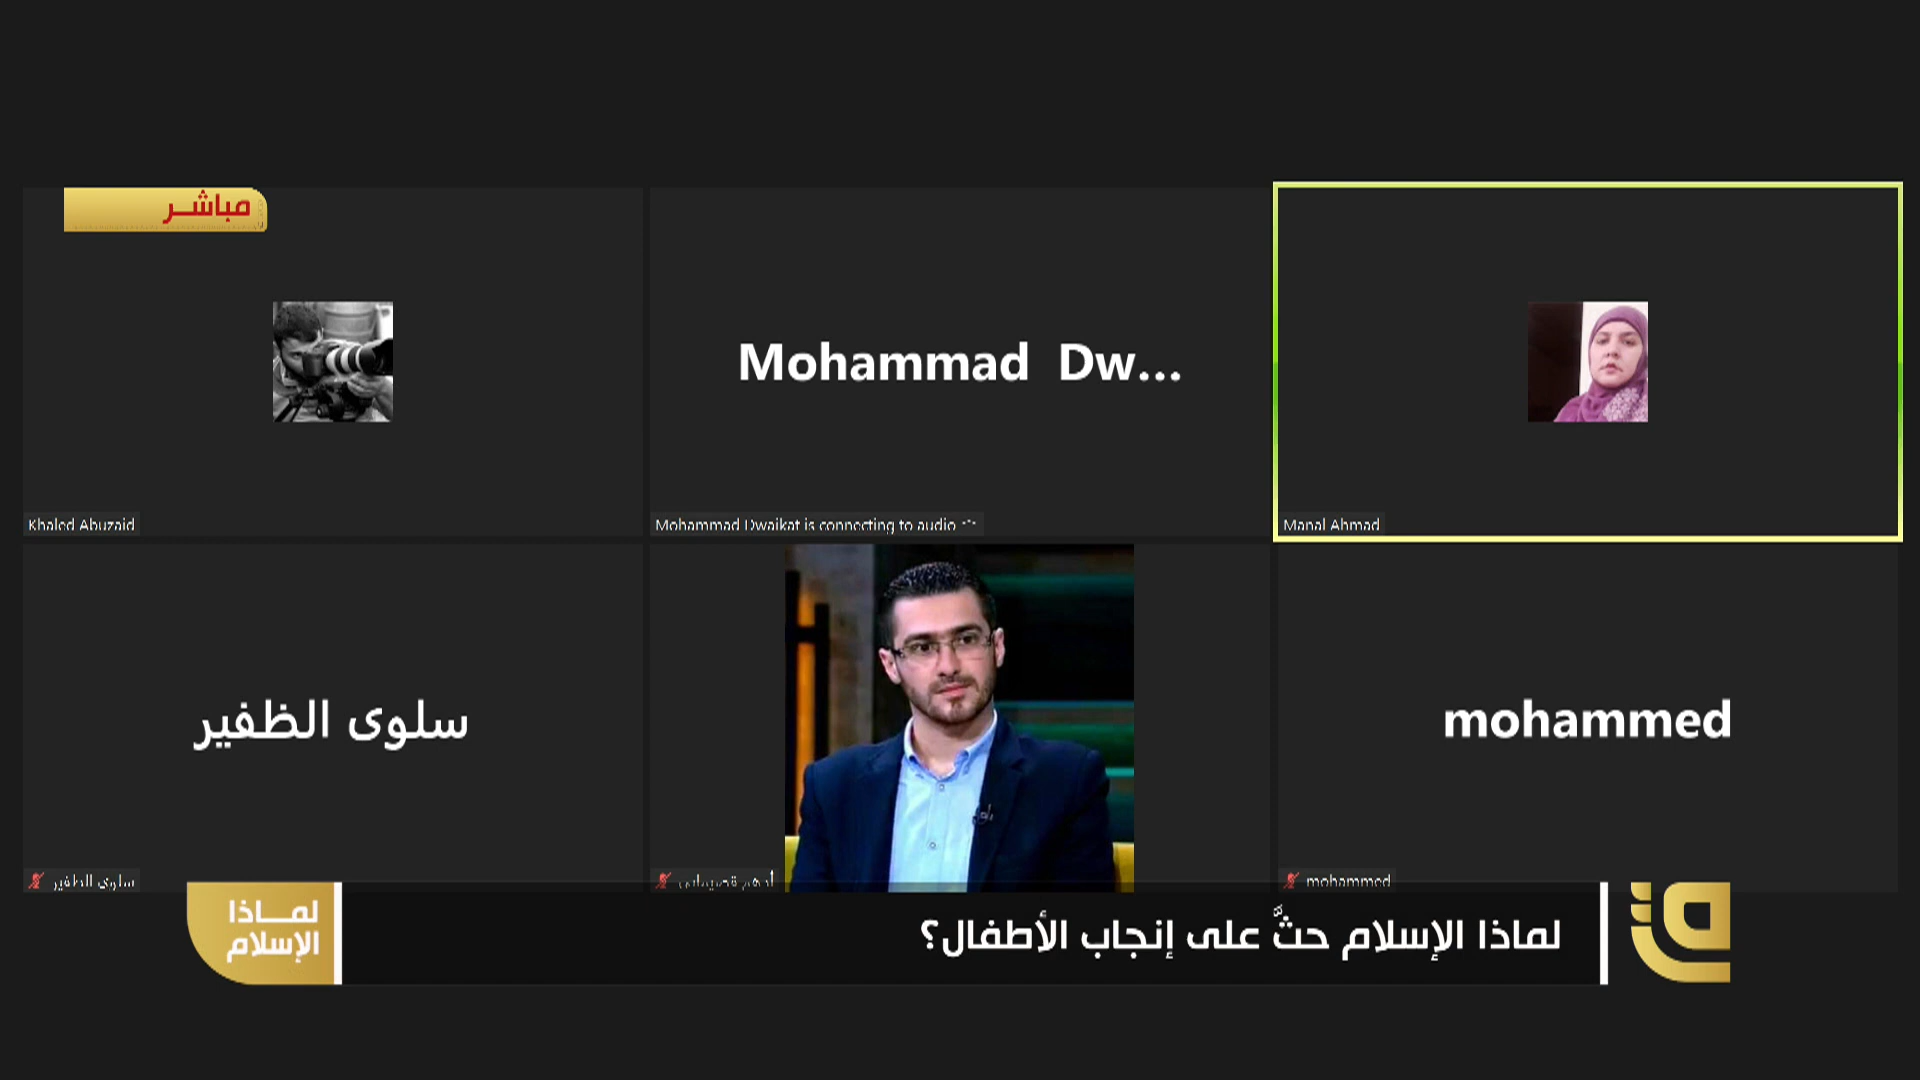 مباشر
Mohammad Dw...
Khaled Abuzaid
Mohammad Dwaikat is connecting to audio
Manal Ahmad
سلوى الظفير
mohammed
سلوى الظفير
mohammed
لماذا
الإسلام
لماذا الإسلام حثَّ على إنجاب الأطفال؟